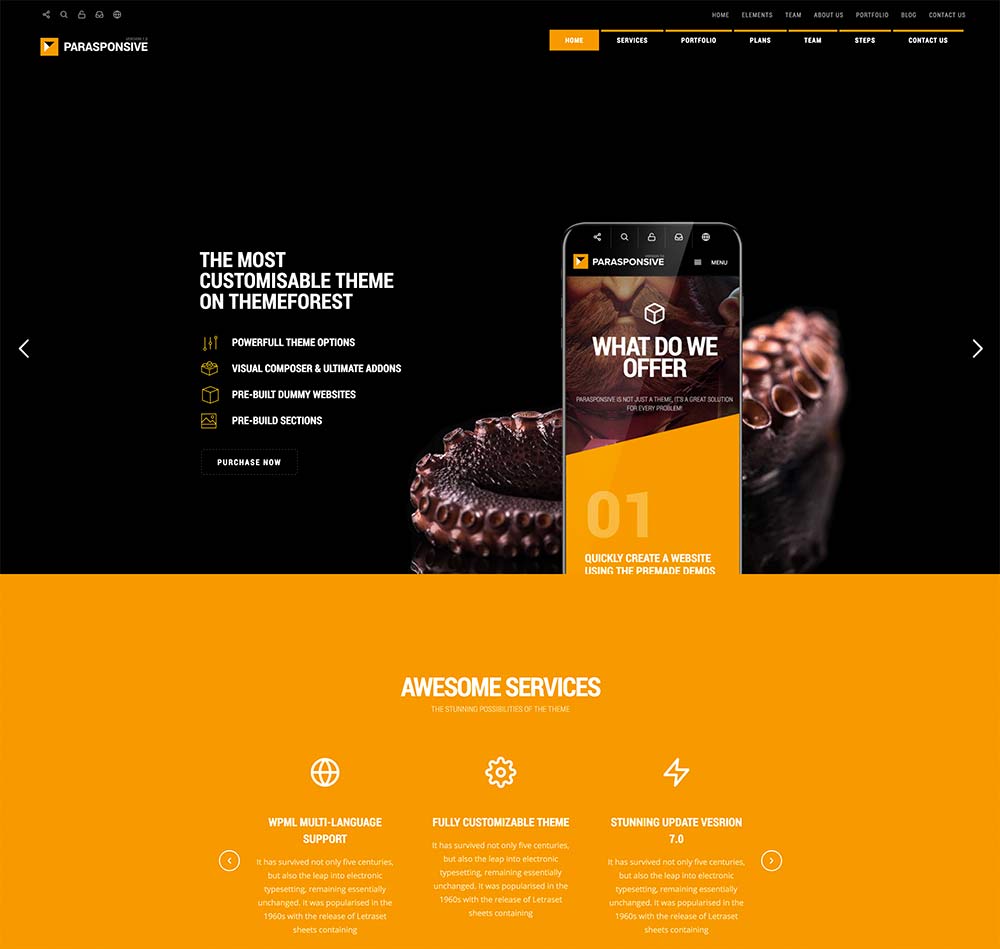 HOME ELEMENTS TEAM ABOUT US PORTFOLIO BLOG CONTACT US
VERSION 7.0
PARASPONSIVE
HOME SERVICES PORTFOLIO PLANS TEAM STEPS CONTACT US
THE MOST
CUSTOMISABLE THEME
ON THEMEFOREST
POWERFULL THEME OPTIONS
VISUAL COMPOSER & ULTIMATE ADDONS
PRE-BUILT DUMMY WEBSITES
PRE-BUILD SECTIONS
PURCHASE NOW
PARASPONSIVE MENU
WHAT DO WE
OFFER
PARASPONSIVE IS NOT JUST A THEME, IT'S A GREAT SOLUTION
FOR EVERY PROBLEM!
01
QUICKLY CREATE A WEBSITE
USING THE PREMADE DEMOS
AWESOME SERVICES
THE STUNNING POSSIBILITIES OF THE THEME
WPML MULTI-LANGUAGE
SUPPORT
It has survived not only five centuries,
but also the leap into electronic
typesetting, remaining essentially
unchanged. It was popularised in the
1960s with the release of Letraset
sheets containing
FULLY CUSTOMIZABLE THEME
It has survived not only five centuries,
but also the leap into electronic
typesetting, remaining essentially
unchanged. It was popularised in the
1960s with the release of Letraset
sheets containing
STUNNING UPDATE VESRION
7.0
It has survived not only five centuries,
but also the leap into electronic
typesetting, remaining essentially
unchanged. It was popularised in the
1960s with the release of Letraset
sheets containing